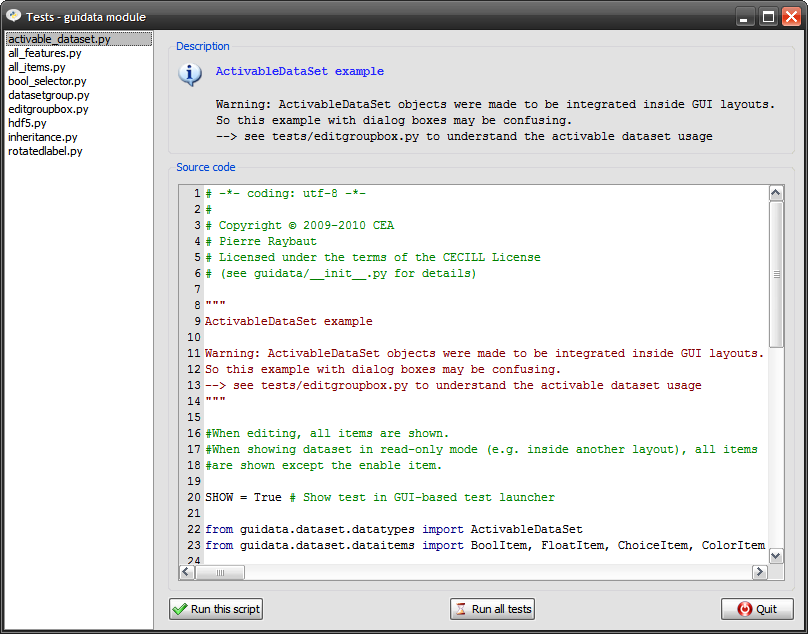 Tests - guidata module
activable_dataset.py
all_features.py
all_items.py
bool_selector.py
datasetgroup.py
editgroupbox.py
hdf5.py
inheritance.py
rotatedlabel.py
Description
ActivableDataSet example
Warning: ActivableDataSet objects were made to be integrated inside GUI layouts.
So this example with dialog boxes may be confusing.
--> see tests/editgroupbox.py to understand the activable dataset usage
Source code
1 # -*- coding: utf-8 -*-
2 #
3 # Copyright © 2009-2010 CEA
4 # Pierre Raybaut
5 # Licensed under the terms of the CECILL License
6 # (see guidata/__init__.py for details)
7
8 """
9 ActivableDataSet example
10
11 Warning: ActivableDataSet objects were made to be integrated inside GUI layouts.
12 So this example with dialog boxes may be confusing.
13 --> see tests/editgroupbox.py to understand the activable dataset usage
14 """
15
16 #When editing, all items are shown.
17 #When showing dataset in read-only mode (e.g. inside another layout), all items
18 #are shown except the enable item.
19
20 SHOW = True # Show test in GUI-based test launcher
21
22 from guidata.dataset.datatypes import ActivableDataSet
23 from guidata.dataset.dataitems import BoolItem, FloatItem, ChoiceItem, ColorItem
24
Run this script
Run all tests
Quit